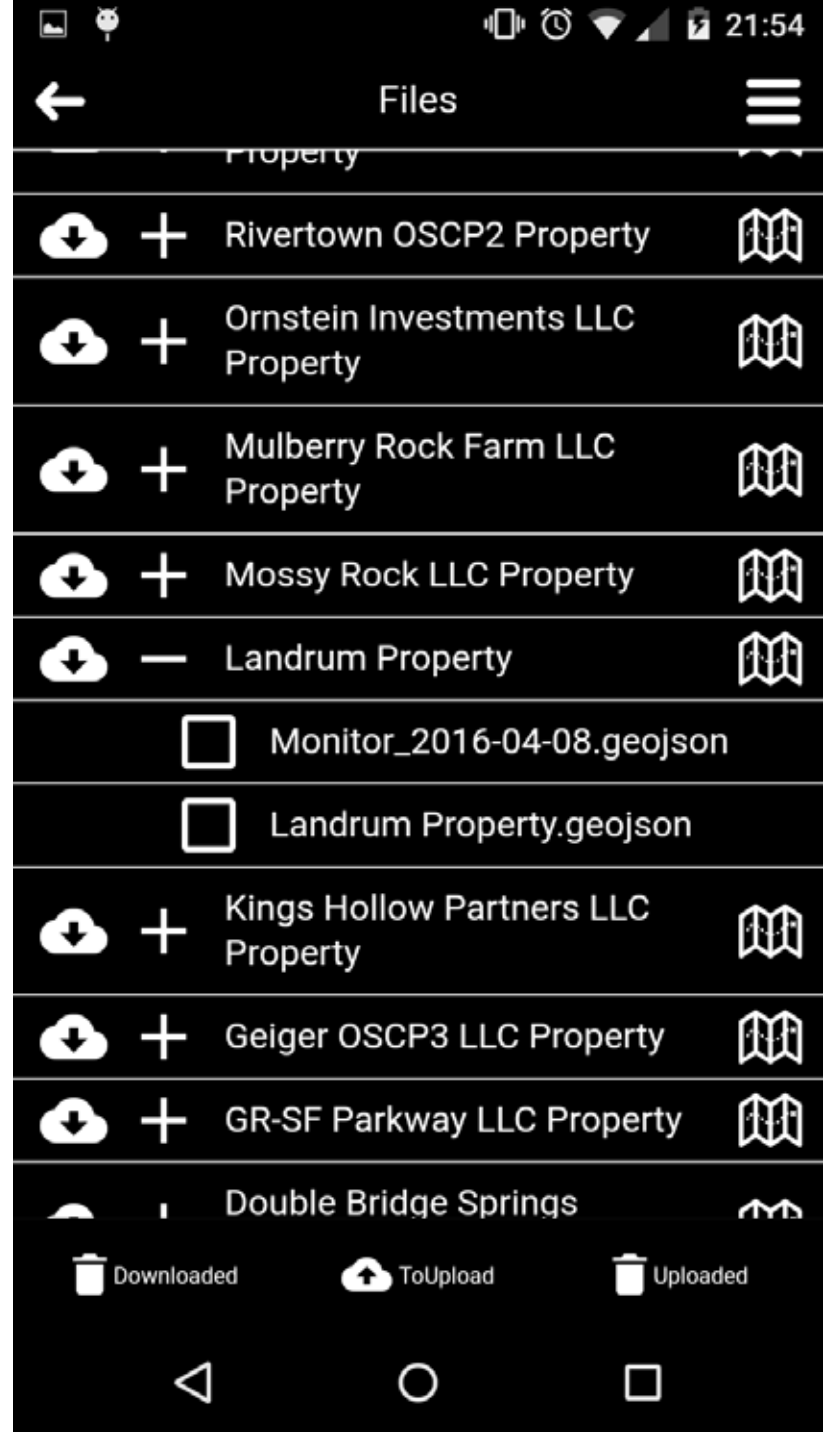 21:54
Files
Property
Rivertown OSCP2 Property
Ornstein Investments LLC
Property
Mulberry Rock Farm LLC
Property
Mossy Rock LLC Property
Landrum Property
Monitor_2016-04-08.geojson
Landrum Property.geojson
Kings Hollow Partners LLC
Property
Geiger OSCP3 LLC Property
GR-SF Parkway LLC Property
Double Bridge Springs
Downloaded ToUpload Uploaded